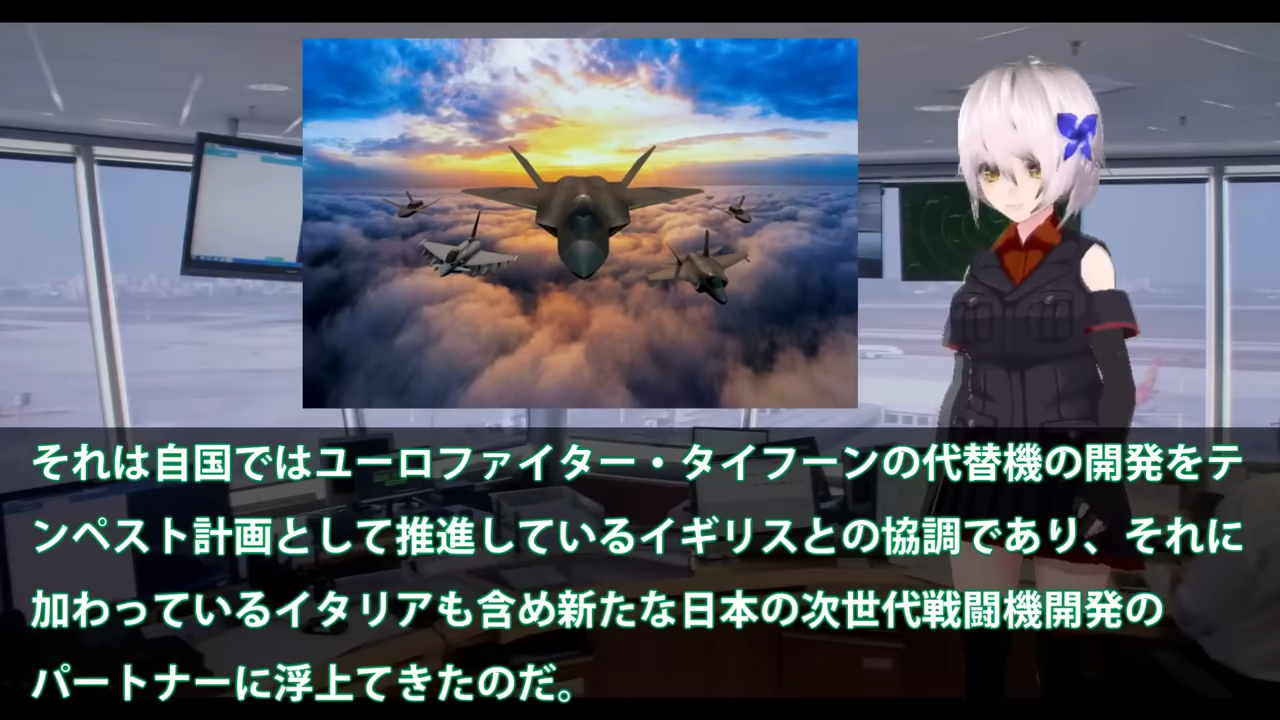 それは自国ではユーロファイター・タイフーンの代替機の開発をテ
ンペスト計画として推進しているイギリスとの協調であり、それに
加わっているイタリアも含め新たな日本の次世代戦闘機開発の
パートナーに浮上てきたのだ。